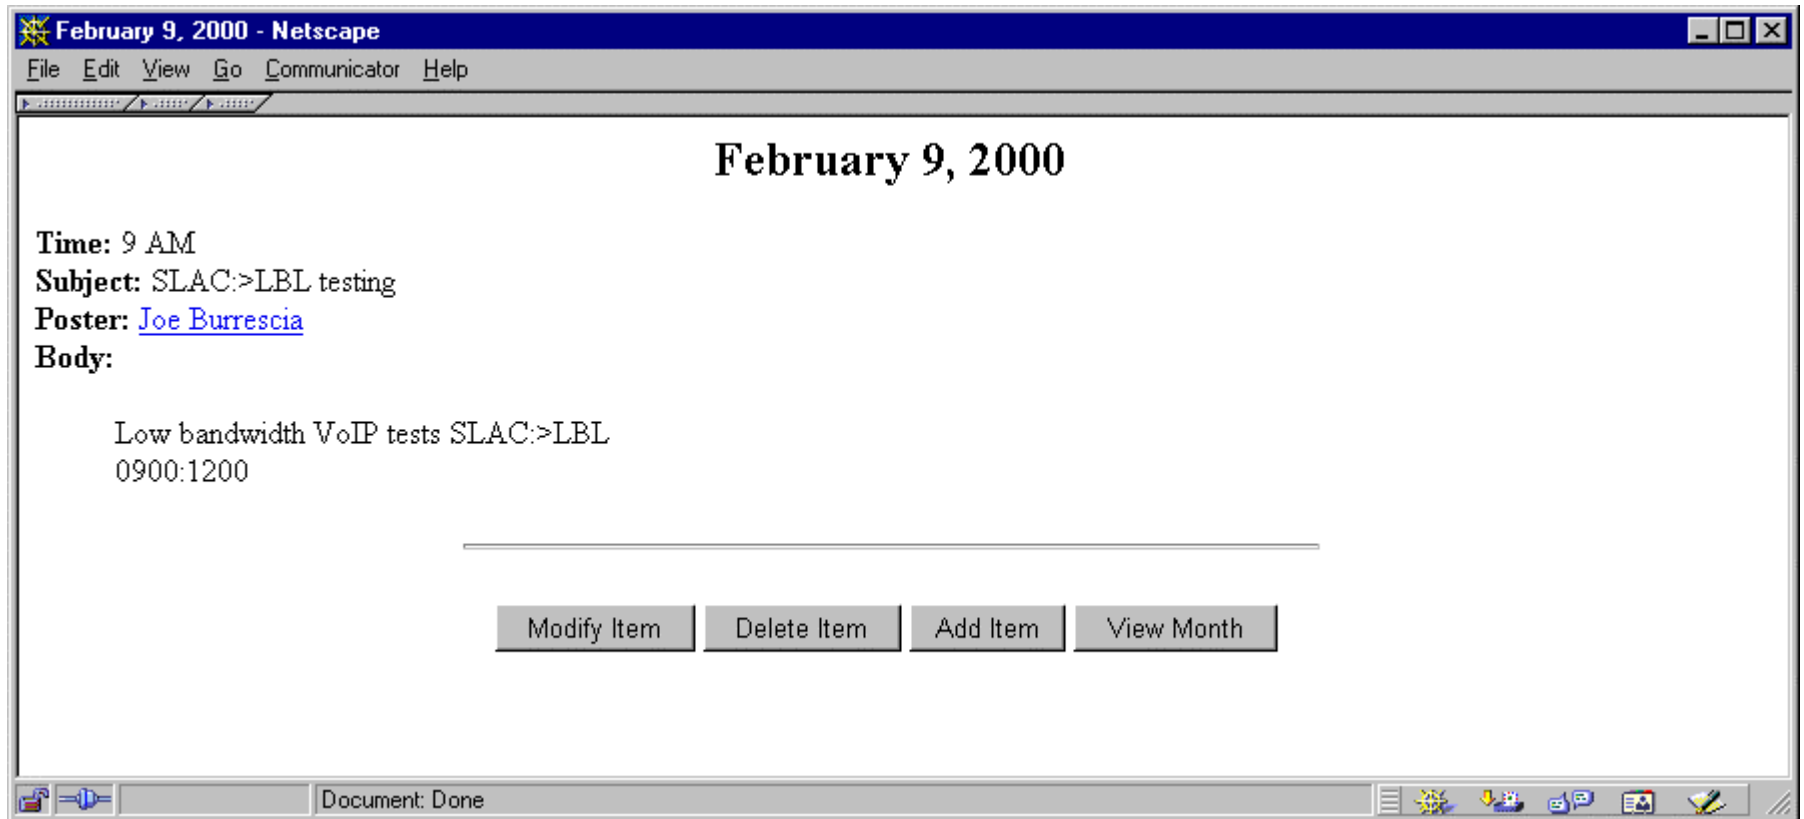 February 9, 2000 - Netscape
File Edit View Go Communicator Help
February 9, 2000
Time: 9 AM
Subject: SLAC:>LBL testing
Poster: Joe Burrescia
Body:
Low bandwidth VoIP tests SLAC:>LBL
0900:1200
Modify Item Delete Item Add Item View Month
Document: Done